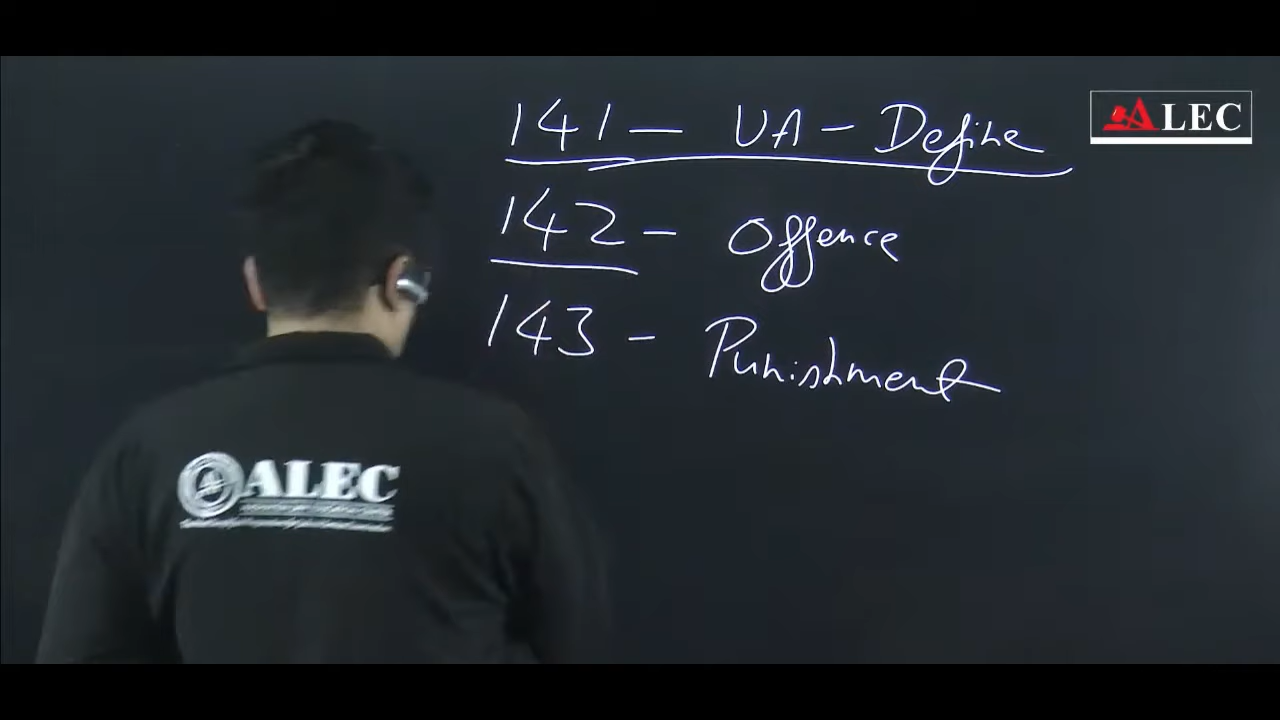 141 — UA - Define
ALEC
142 - Offence
143 - Punishment
ALEC